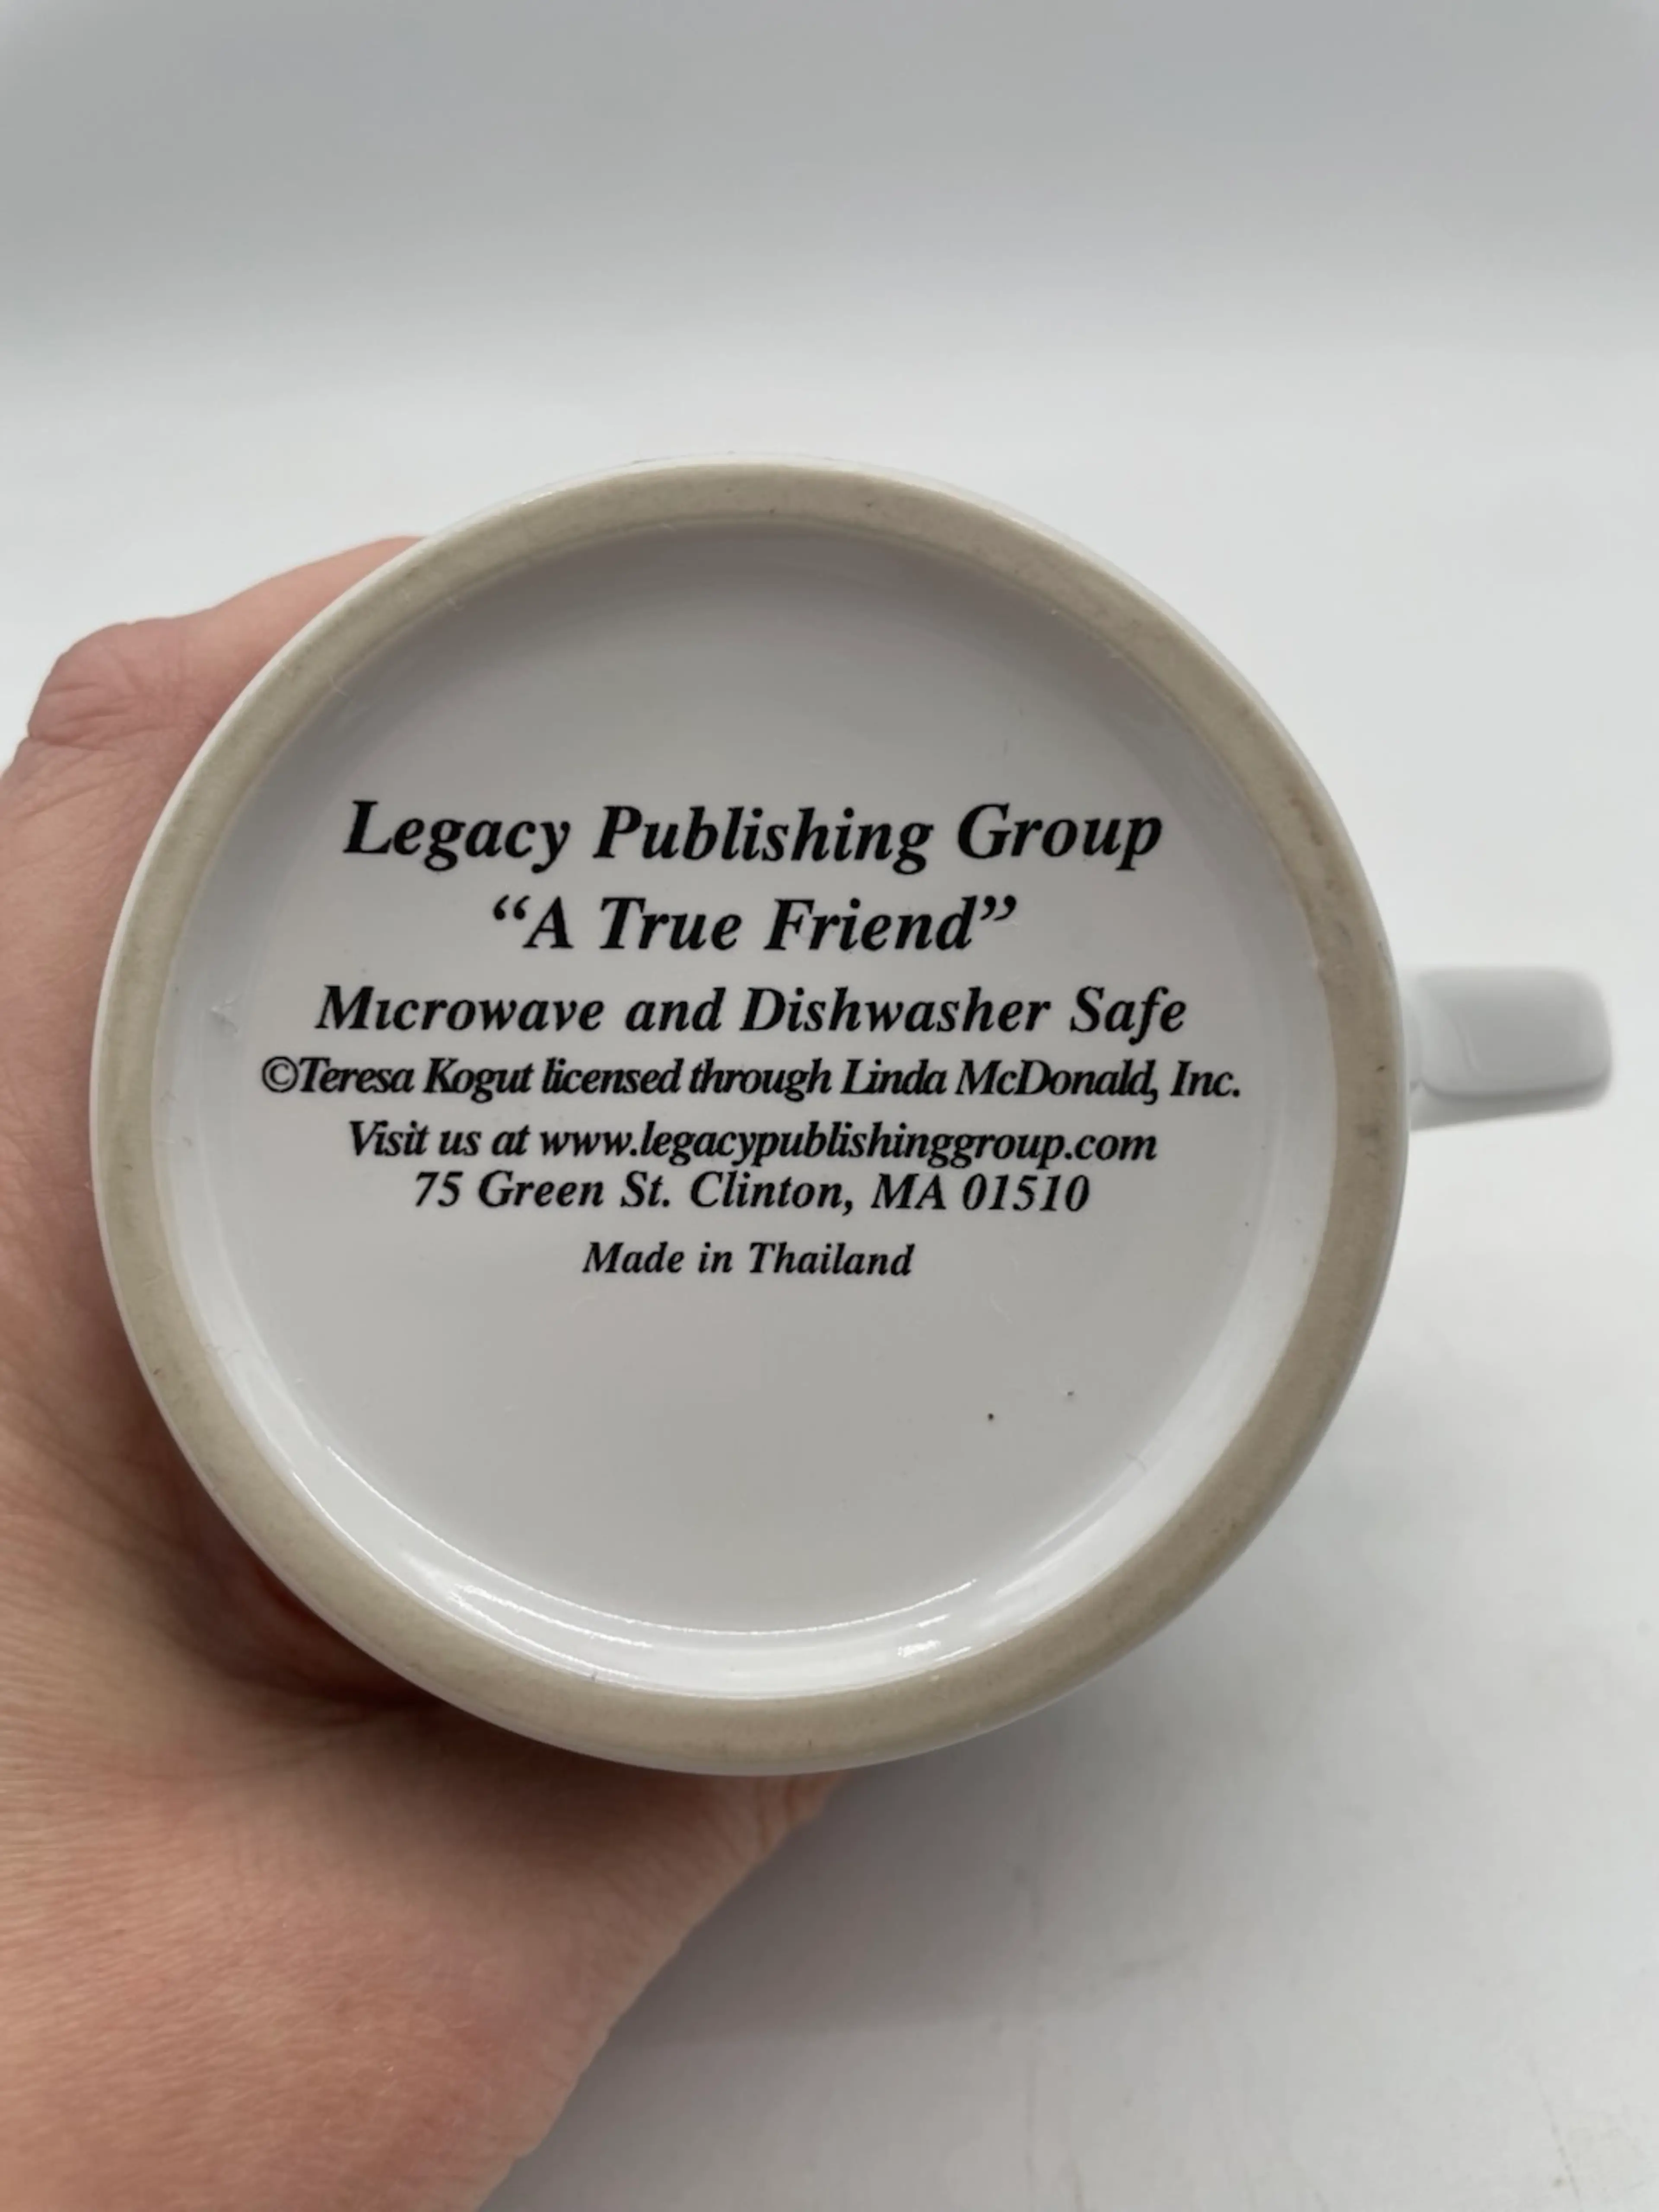 Legacy Publishing Group
“A True Friend”
Microwave and Dishwasher Safe
©Teresa Kogut licensed through Linda McDonald, Inc.
Visit us at www.legacypublishinggroup.com
75 Green St. Clinton, MA 01510
Made in Thailand